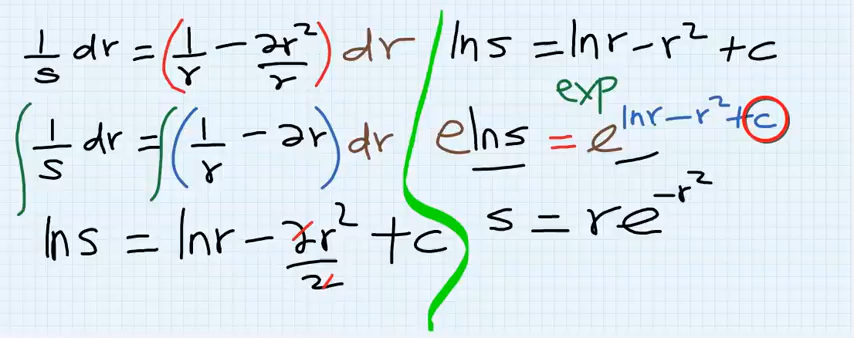 1/s dr = (1/r - 2r²/r) dr
∫ 1/s dr = ∫ (1/r - 2r) dr
ln s = ln r - 2r²/2 + c
ln s = ln r - r² + c
exp
e ln s = e^(ln r - r² + c)
s = re^(-r²)